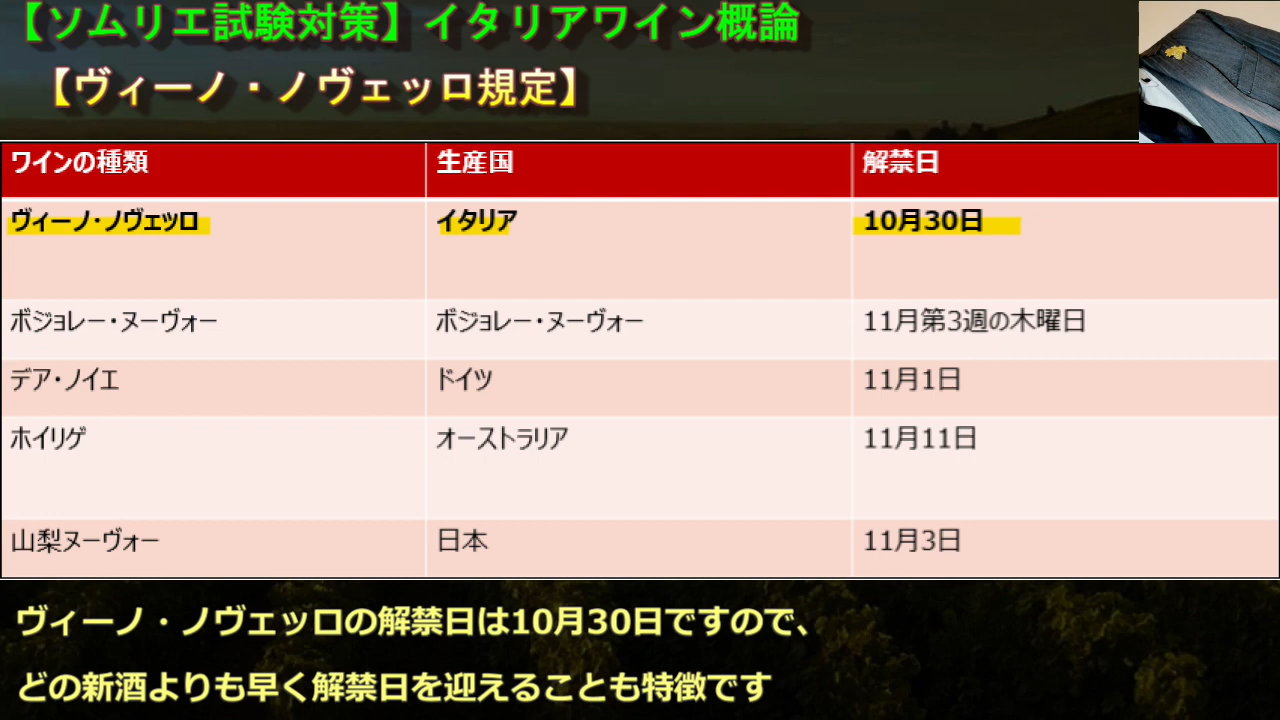 【ソムリエ試験対策】イタリアワイン概論
【ヴィーノ・ノヴェッロ規定】
ワインの種類 生産国 解禁日
ヴィーノ・ノヴェッロ イタリア 10月30日
ボジョレー・ヌーヴォー ボジョレー・ヌーヴォー 11月第3週の木曜日
デア・ノイエ ドイツ 11月1日
ホイリゲ オーストラリア 11月11日
山梨ヌーヴォー 日本 11月3日
ヴィーノ・ノヴェッロの解禁日は10月30日ですので、
どの新酒よりも早く解禁日を迎えることも特徴です